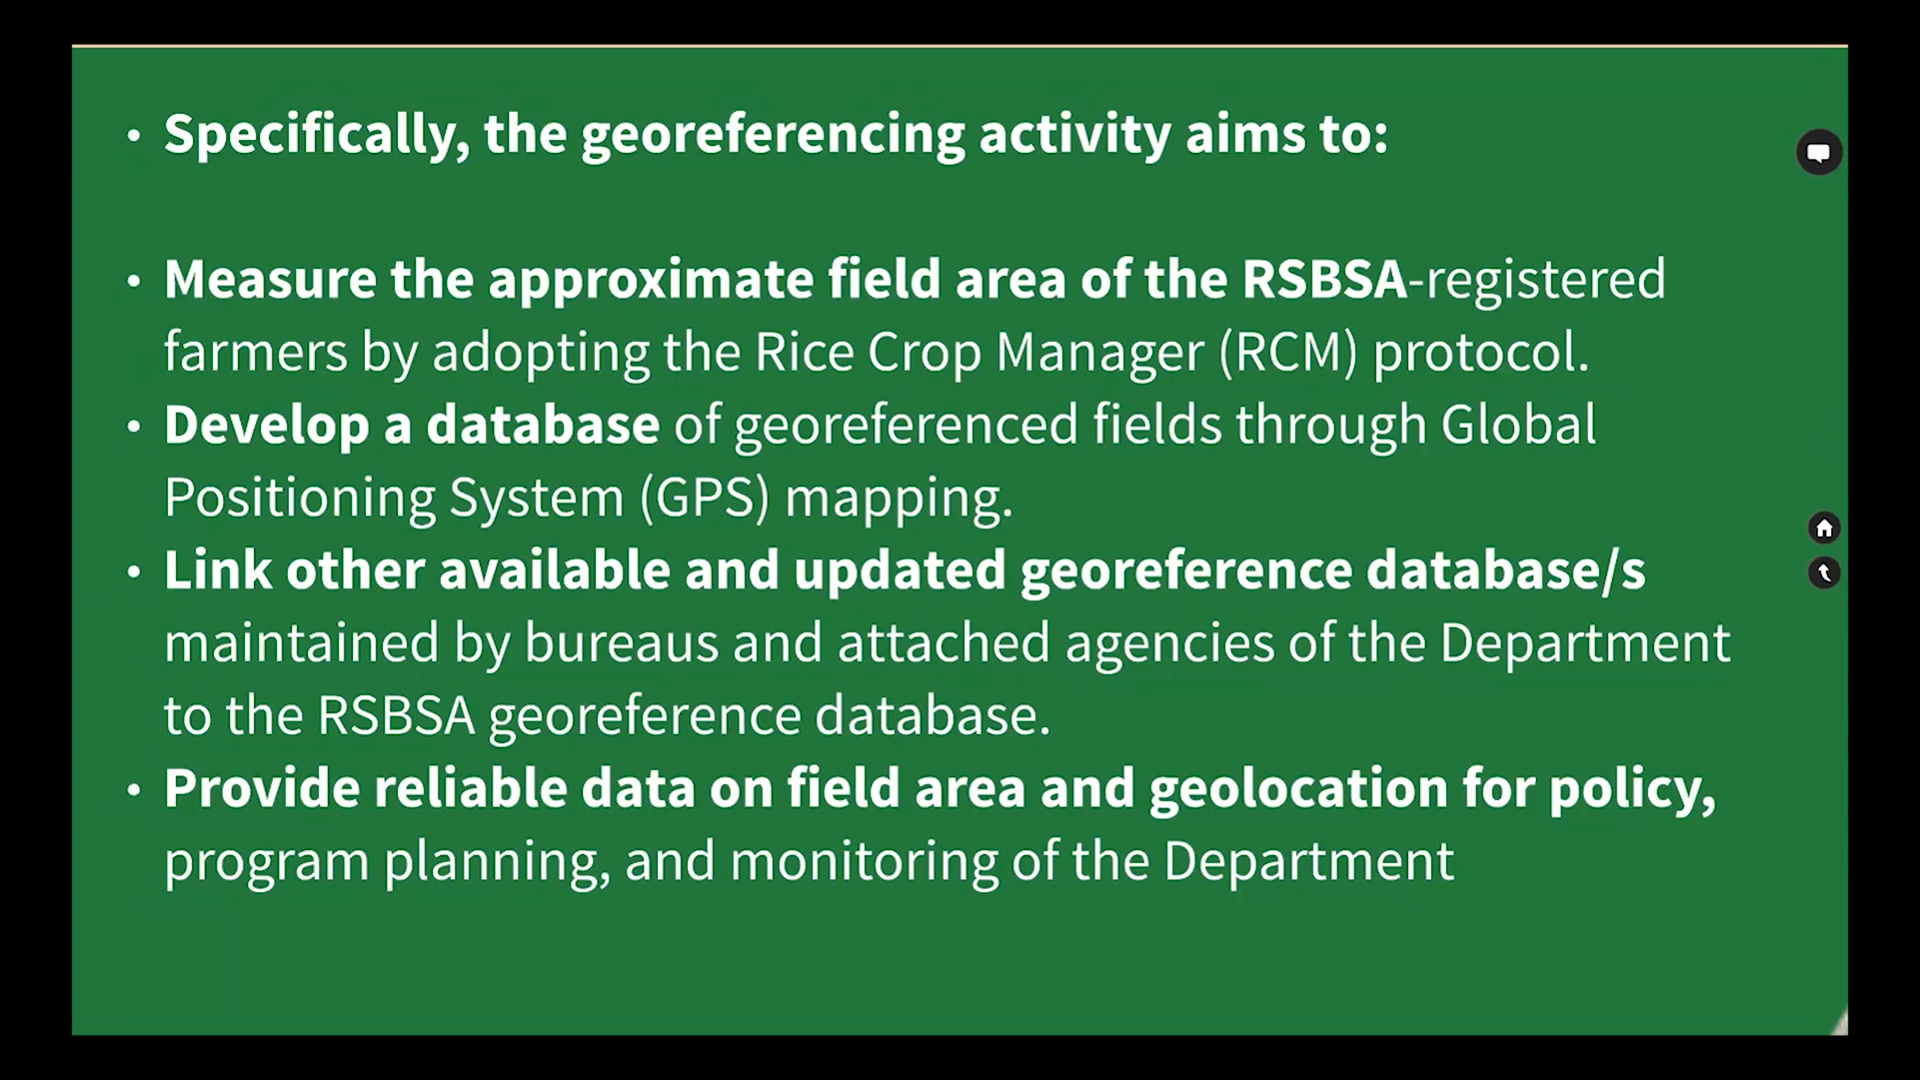 • Specifically, the georeferencing activity aims to:
• Measure the approximate field area of the RSBSA-registered
farmers by adopting the Rice Crop Manager (RCM) protocol.
• Develop a database of georeferenced fields through Global
Positioning System (GPS) mapping.
• Link other available and updated georeference database/s
maintained by bureaus and attached agencies of the Department
to the RSBSA georeference database.
• Provide reliable data on field area and geolocation for policy,
program planning, and monitoring of the Department